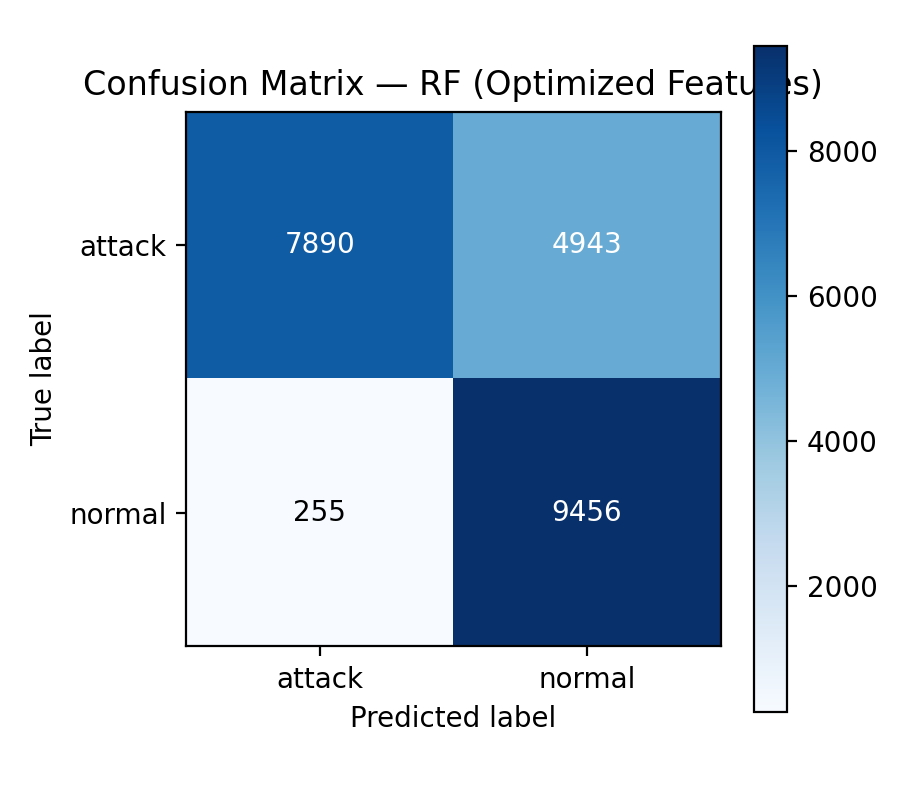 Confusion Matrix — RF (Optimized Features)
8000
attack 7890 4943
6000
True label
4000
normal 255 9456
2000
attack normal
Predicted label